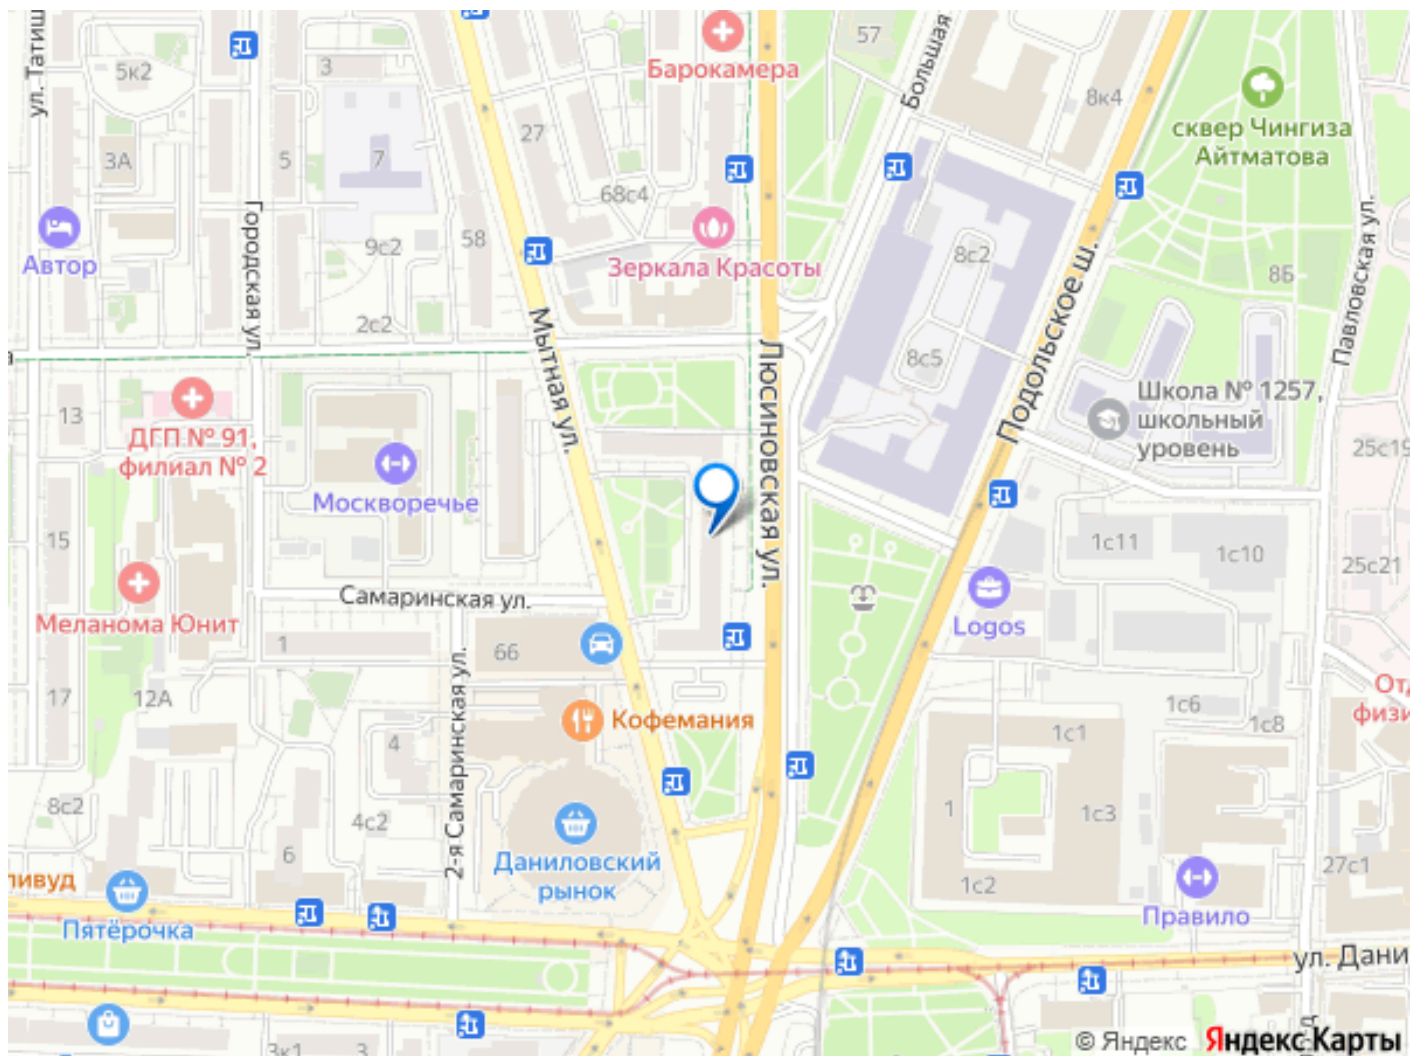 ул. Татищ
5к2
3
Барокамера
57
Большая
8к4
сквер Чингиза
Айтматова
3А
5
7
27
68с4
Автор
Городская ул.
9с2
58
Зеркала Красоты
8с2
8Б
Павловская ул.
2с2
Мытная ул.
Люсиновская ул.
8с5
Подольское ш.
13
ДГП № 91,
филиал № 2
Москворечье
Школа № 1257,
школьный
уровень
25с19
15
1с11
1с10
25с21
Меланома Юнит
Самаринская ул.
Logos
1
66
17
12А
2-я Самаринская ул.
Кофемания
4
1с6
1с8
1с1
От
физи
8с2
4с2
6
Даниловский
рынок
1
1с3
1с2
27с1
ливуд
Пятёрочка
Правило
ул. Дани
3к1
3
© Яндекс
Яндекс Карты